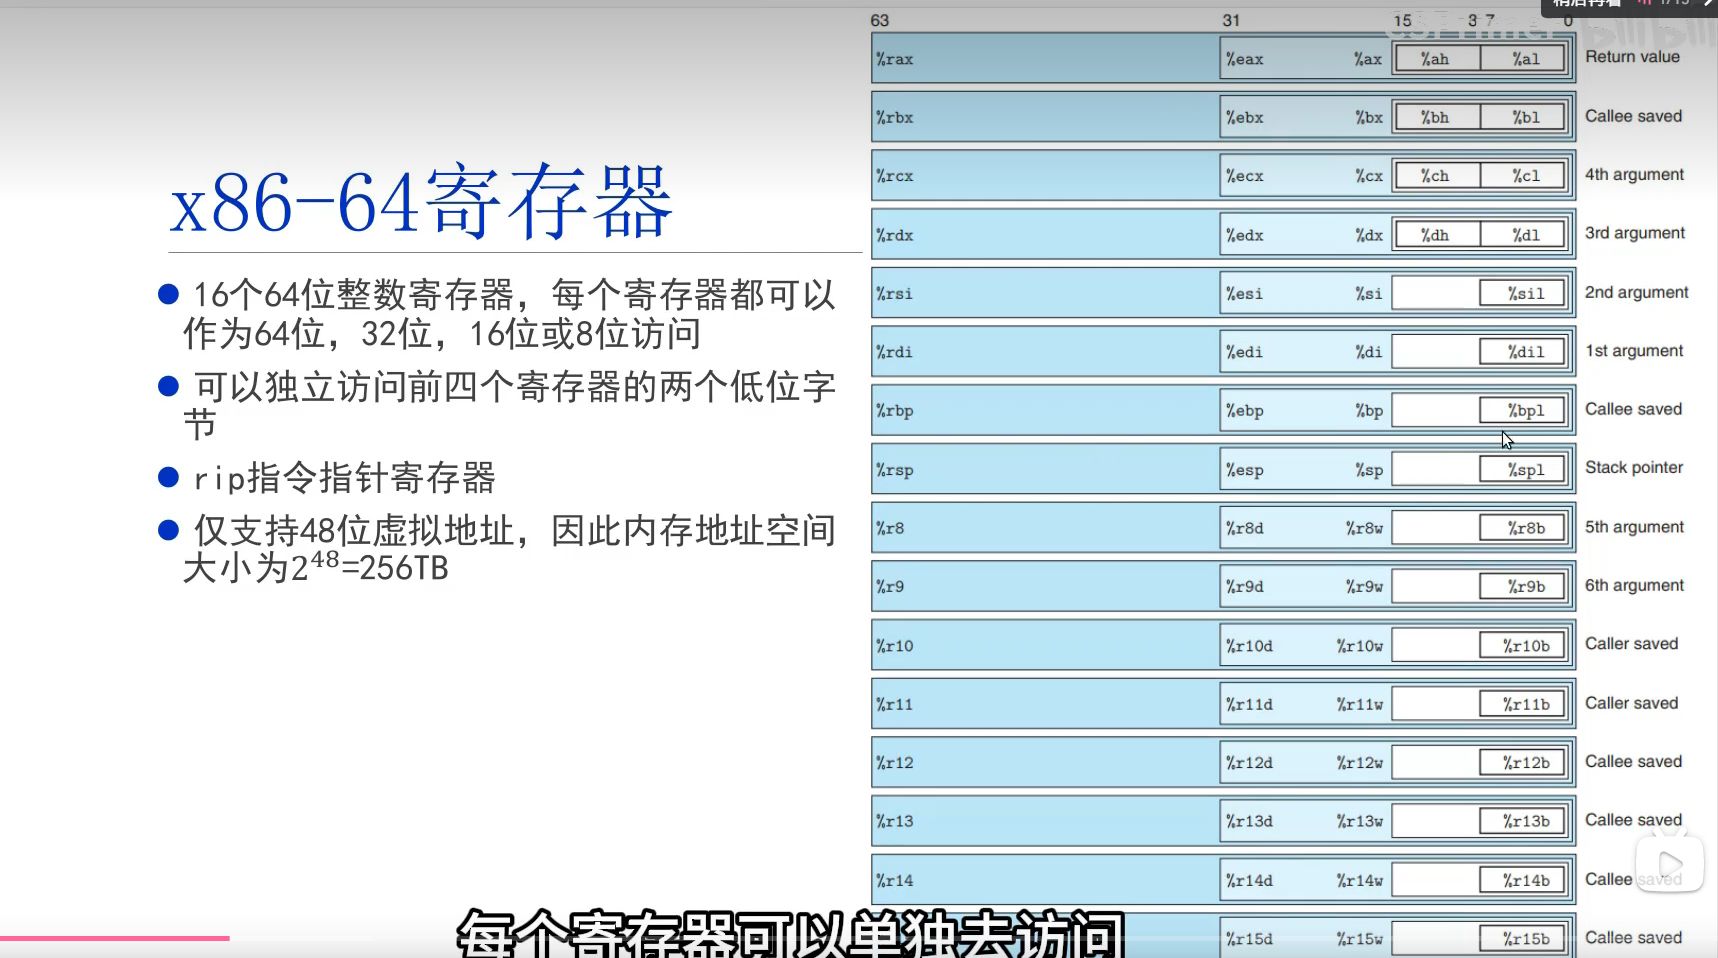 稍后再看
63 31 15 8 7 0
%rax %eax %ax %ah %al Return value
%rbx %ebx %bx %bh %bl Callee saved
%rcx %ecx %cx %ch %cl 4th argument
%rdx %edx %dx %dh %dl 3rd argument
%rsi %esi %si %sil 2nd argument
%rdi %edi %di %dil 1st argument
%rbp %ebp %bp %bpl Callee saved
%rsp %esp %sp %spl Stack pointer
%r8 %r8d %r8w %r8b 5th argument
%r9 %r9d %r9w %r9b 6th argument
%r10 %r10d %r10w %r10b Caller saved
%r11 %r11d %r11w %r11b Caller saved
%r12 %r12d %r12w %r12b Callee saved
%r13 %r13d %r13w %r13b Callee saved
%r14 %r14d %r14w %r14b Callee saved
%r15d %r15w %r15b Callee saved
x86-64寄存器
16个64位整数寄存器，每个寄存器都可以
作为64位，32位，16位或8位访问
可以独立访问前四个寄存器的两个低位字
节
rip指令指针寄存器
仅支持48位虚拟地址，因此内存地址空间
大小为2⁴⁸=256TB
每个寄存器可以单独去访问